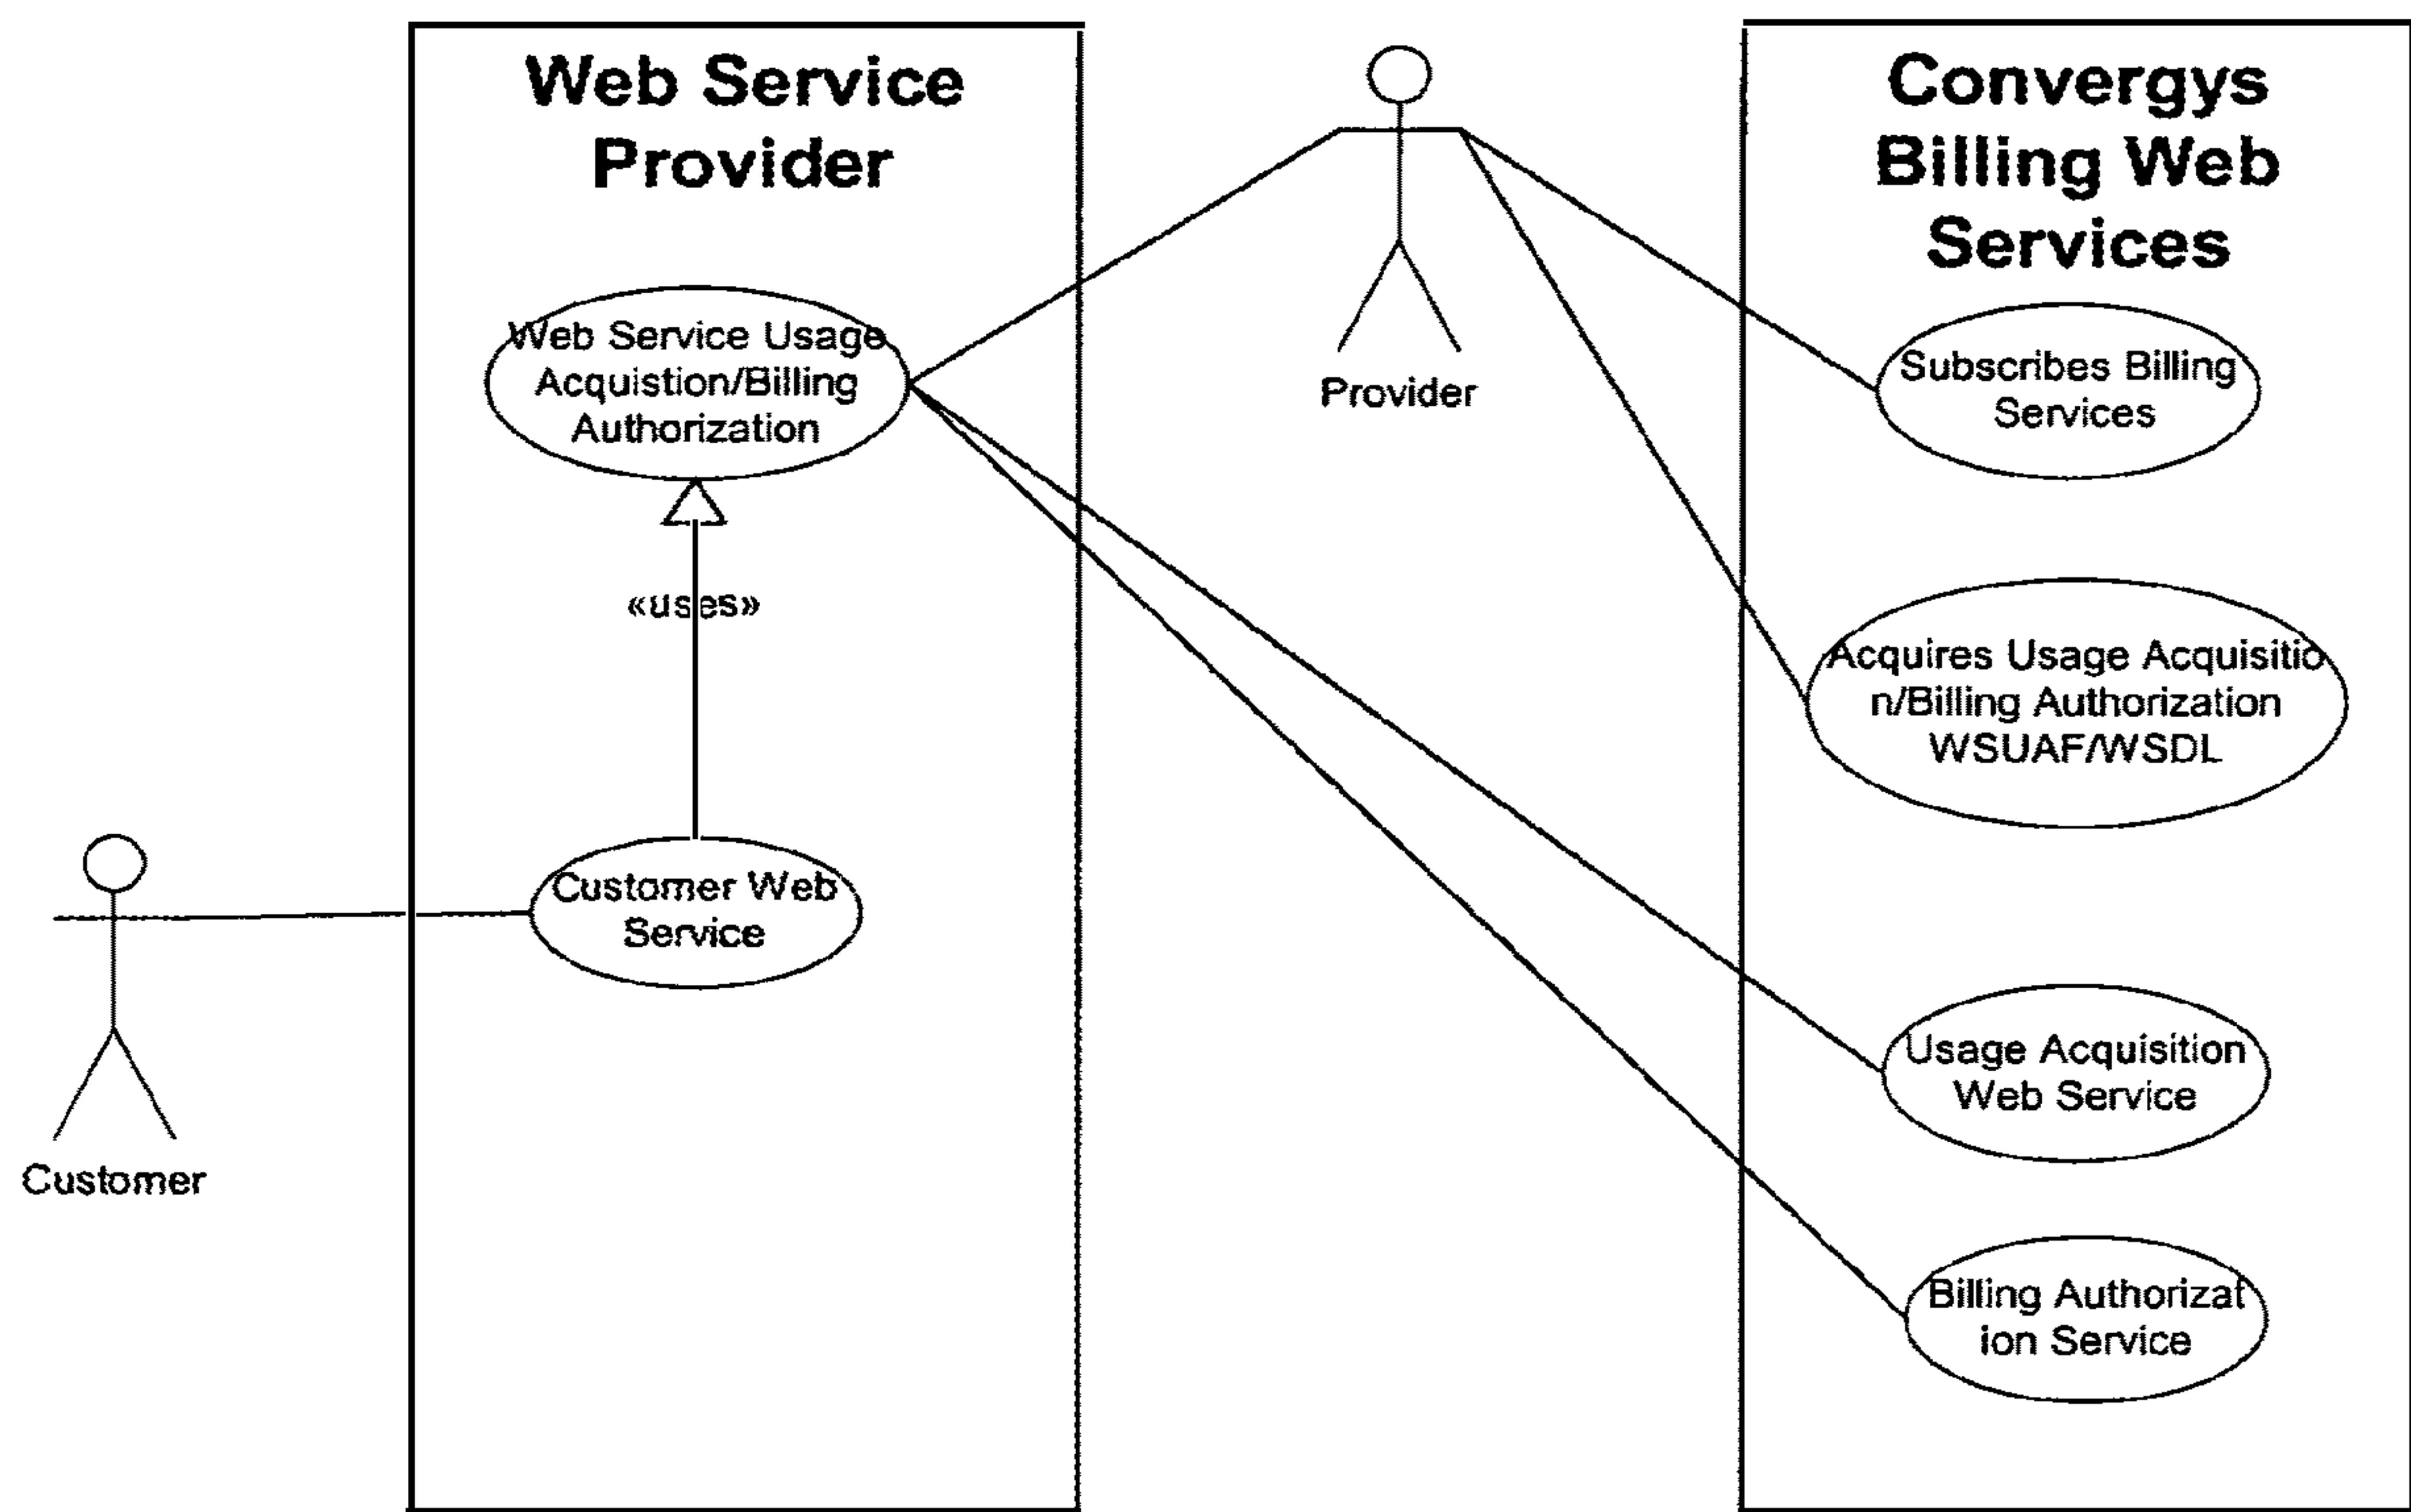 Web Service
Provider
Web Service Usage
Acquistion/Billing
Authorization
«uses»
Customer Web
Service
Customer
Provider
Convergys
Billing Web
Services
Subscribes Billing
Services
Acquires Usage Acquisitio
n/Billing Authorization
WSUAF/WSDL
Usage Acquisition
Web Service
Billing Authorizat
ion Service